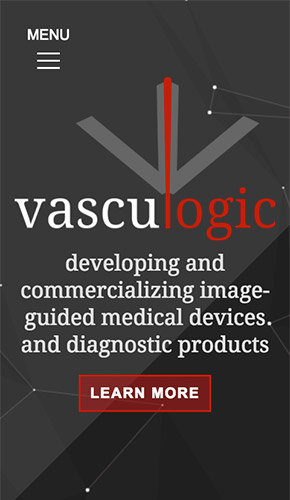 MENU
vasculogic
developing and
commercializing image-
guided medical devices
and diagnostic products
LEARN MORE